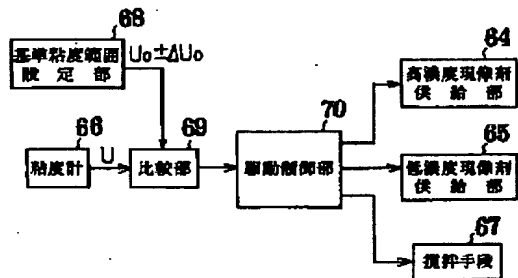 68
基準粘度範囲
設定部
U₀±ΔU₀
66
粘度計
U
69
比較部
70
駆動制御部
64
高濃度現像剤
供給部
65
低濃度現像剤
供給部
67
撹拌手段